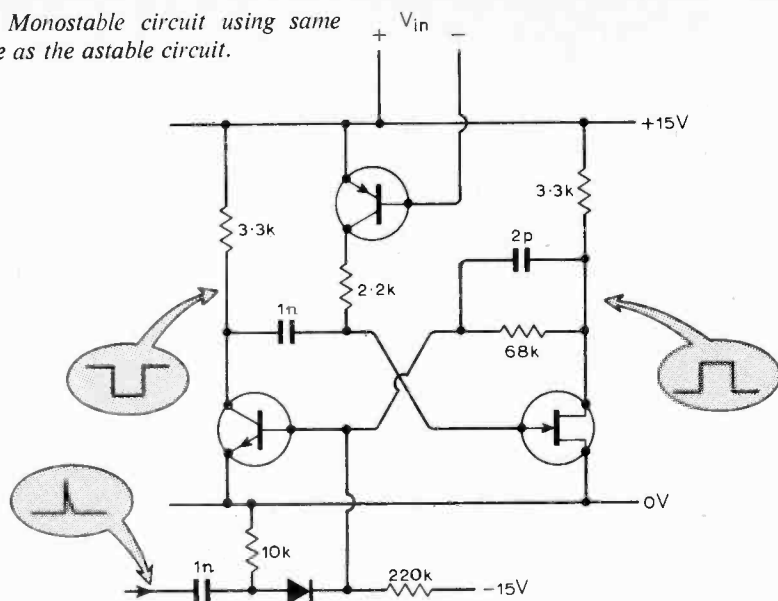 Monostable circuit using same
as the astable circuit.
V_in
+ −
+15V
3·3k
3·3k
2p
2·2k
1n
68k
0V
10k
1n
220k
−15V